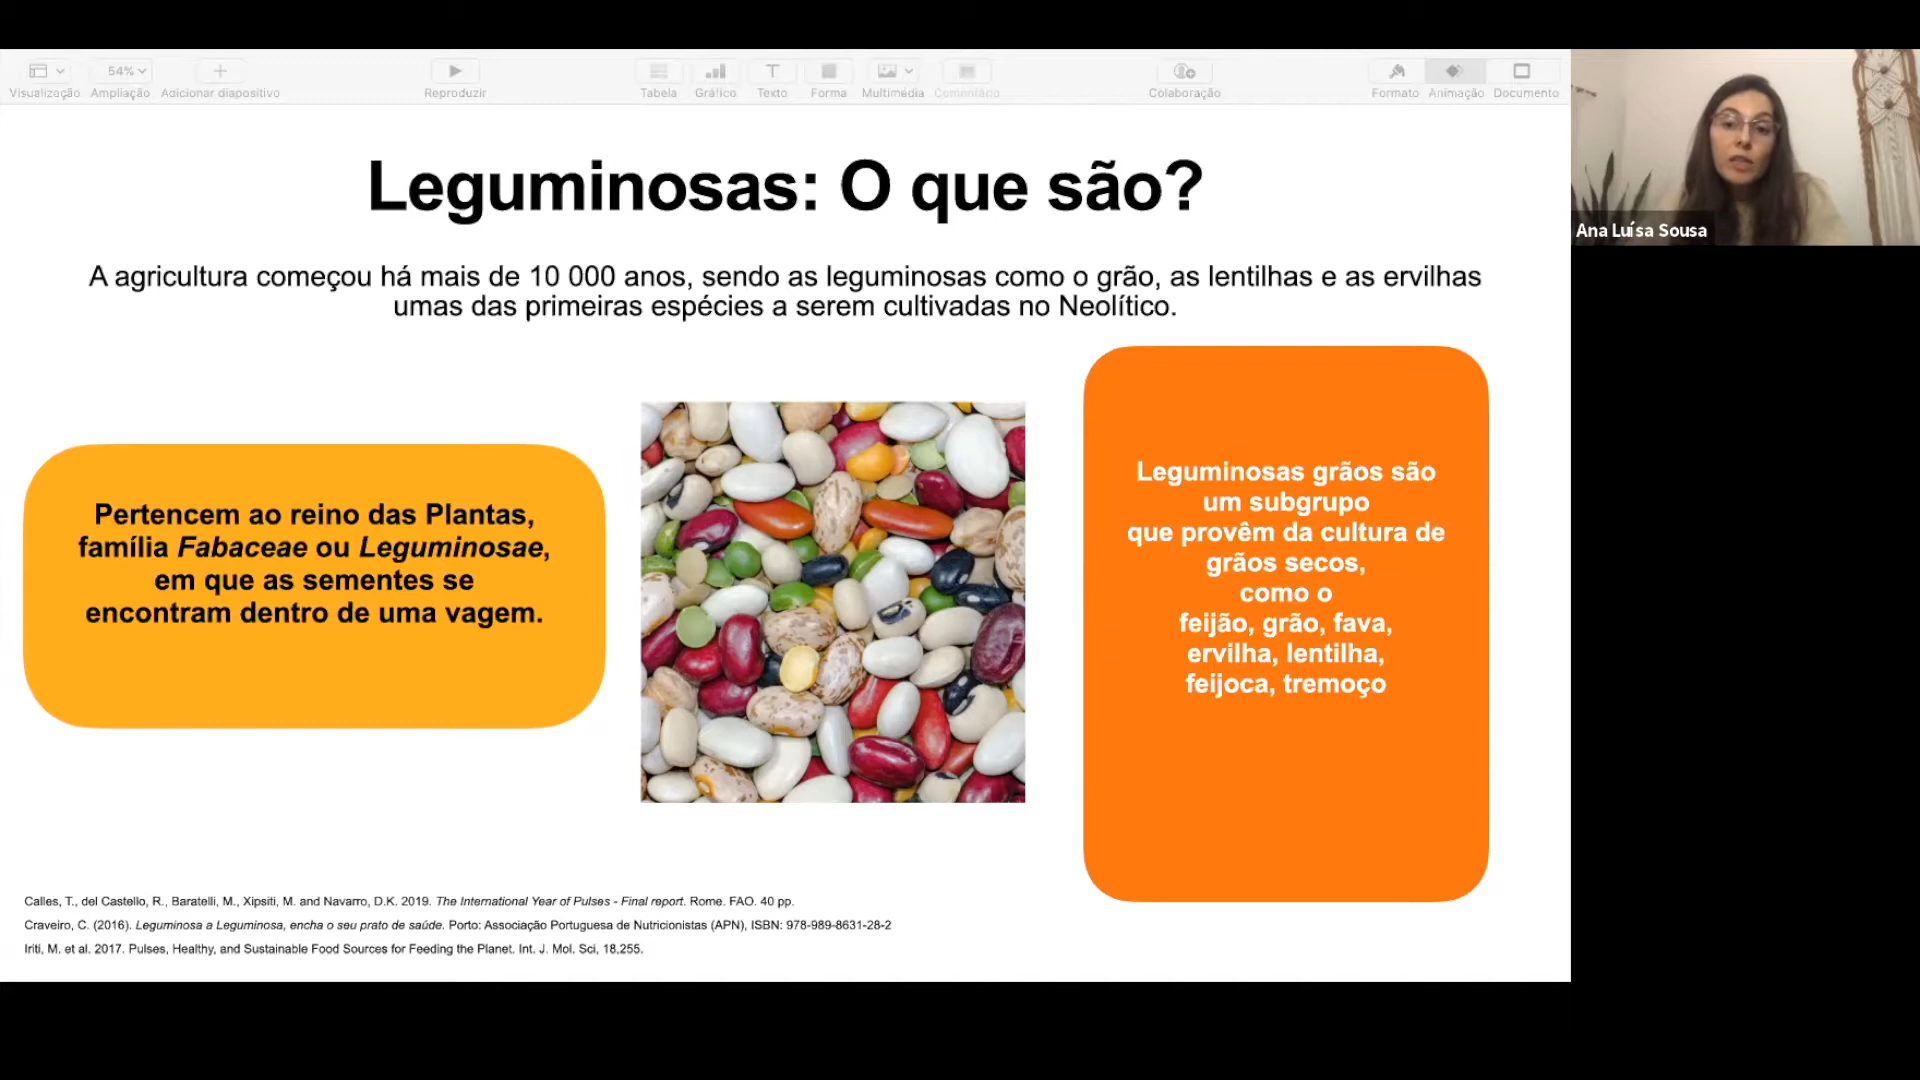 54%
Visualização Ampliação Adicionar diapositivo Reproduzir Tabela Gráfico Texto Forma Multimédia Comentário Colaboração Formato Animação Documento
Ana Luísa Sousa
Leguminosas: O que são?
A agricultura começou há mais de 10 000 anos, sendo as leguminosas como o grão, as lentilhas e as ervilhas
umas das primeiras espécies a serem cultivadas no Neolítico.
Pertencem ao reino das Plantas,
família Fabaceae ou Leguminosae,
em que as sementes se
encontram dentro de uma vagem.
Leguminosas grãos são
um subgrupo
que provêm da cultura de
grãos secos,
como o
feijão, grão, fava,
ervilha, lentilha,
feijoca, tremoço
Calles, T., del Castello, R., Baratelli, M., Xipsiti, M. and Navarro, D.K. 2019. The International Year of Pulses - Final report. Rome. FAO. 40 pp.
Craveiro, C. (2016). Leguminosa a Leguminosa, encha o seu prato de saúde. Porto: Associação Portuguesa de Nutricionistas (APN), ISBN: 978-989-8631-28-2
Iriti, M. et al. 2017. Pulses, Healthy, and Sustainable Food Sources for Feeding the Planet. Int. J. Mol. Sci, 18,255.